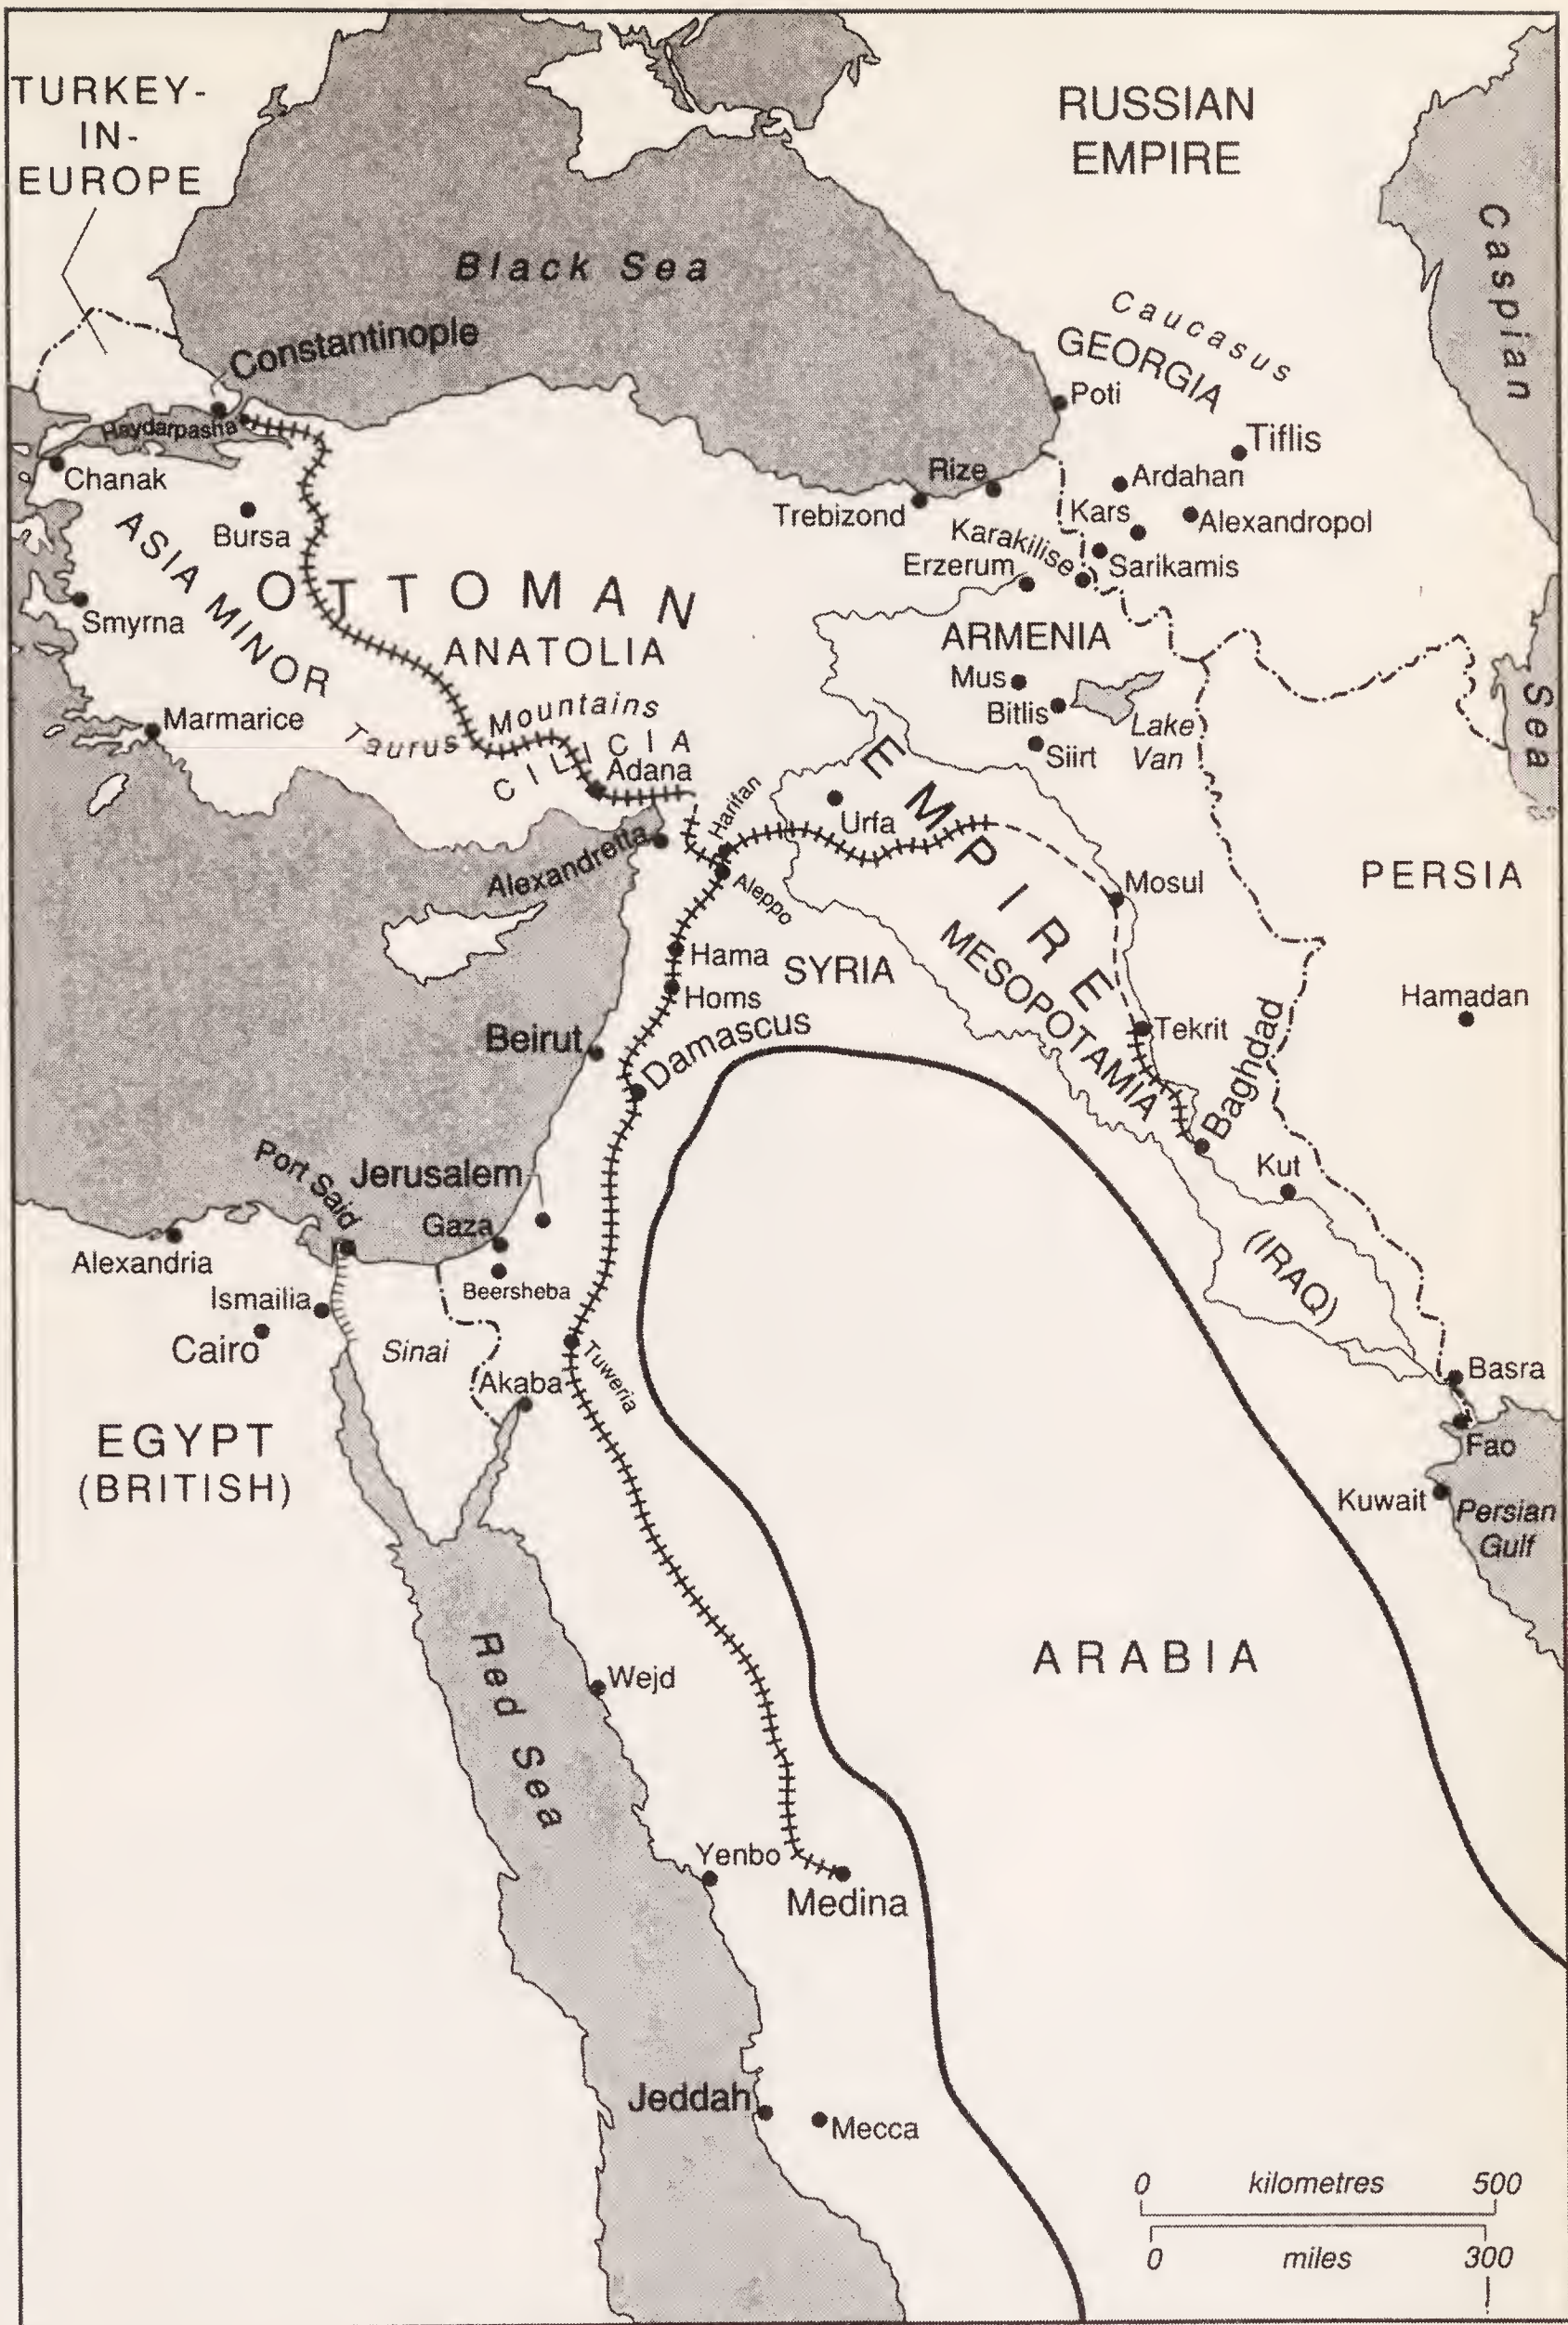 TURKEY-
IN-
EUROPE
RUSSIAN
EMPIRE
Black Sea
Caspian
Sea
Constantinople
Haydarpasha
Caucasus
GEORGIA
Poti
Tiflis
Chanak
Rize
Ardahan
Trebizond
Kars
Alexandropol
Bursa
Karakilise
Sarikamis
Erzerum
ASIA MINOR
OTTOMAN
Smyrna
ANATOLIA
ARMENIA
Mus
Bitlis
Lake
Van
Marmarice
Taurus Mountains
Siirt
CILICIA
Adana
EMPIRE
Harifan
Urfa
Alexandretta
Aleppo
Mosul
PERSIA
Hama
SYRIA
MESOPOTAMIA
Homs
Hamadan
Beirut
Damascus
Tekrit
Baghdad
Port Said
Jerusalem
Kut
Gaza
Alexandria
Beersheba
(IRAQ)
Ismailia
Cairo
Sinai
Tuweria
Akaba
Basra
EGYPT
(BRITISH)
Fao
Kuwait
Persian
Gulf
Red Sea
Wejd
ARABIA
Yenbo
Medina
Jeddah
Mecca
0 kilometres 500
0 miles 300